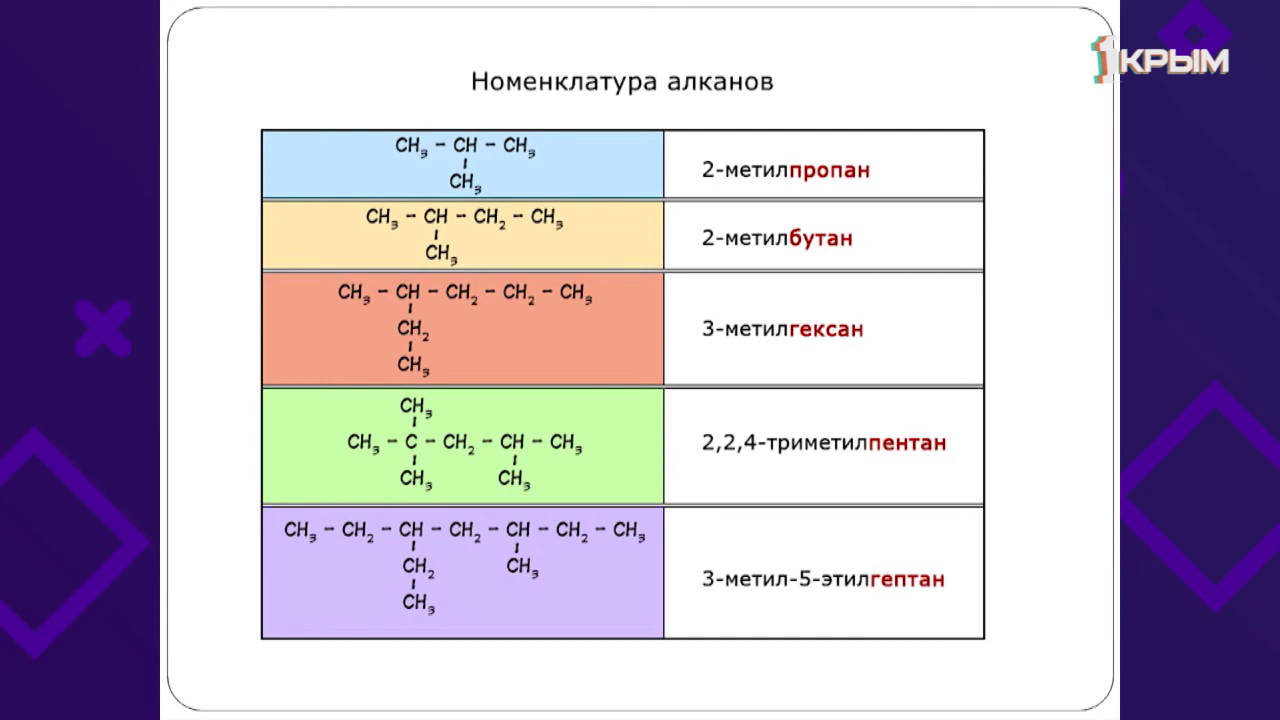 1КРЫМ
Номенклатура алканов
CH₃ – CH – CH₃
CH₃
2-метилпропан
CH₃ – CH – CH₂ – CH₃
CH₃
2-метилбутан
CH₃ – CH – CH₂ – CH₂ – CH₃
CH₂
CH₃
3-метилгексан
CH₃
CH₃ – C – CH₂ – CH – CH₃
CH₃ CH₃
2,2,4-триметилпентан
CH₃ – CH₂ – CH – CH₂ – CH – CH₂ – CH₃
CH₂ CH₃
CH₃
3-метил-5-этилгептан